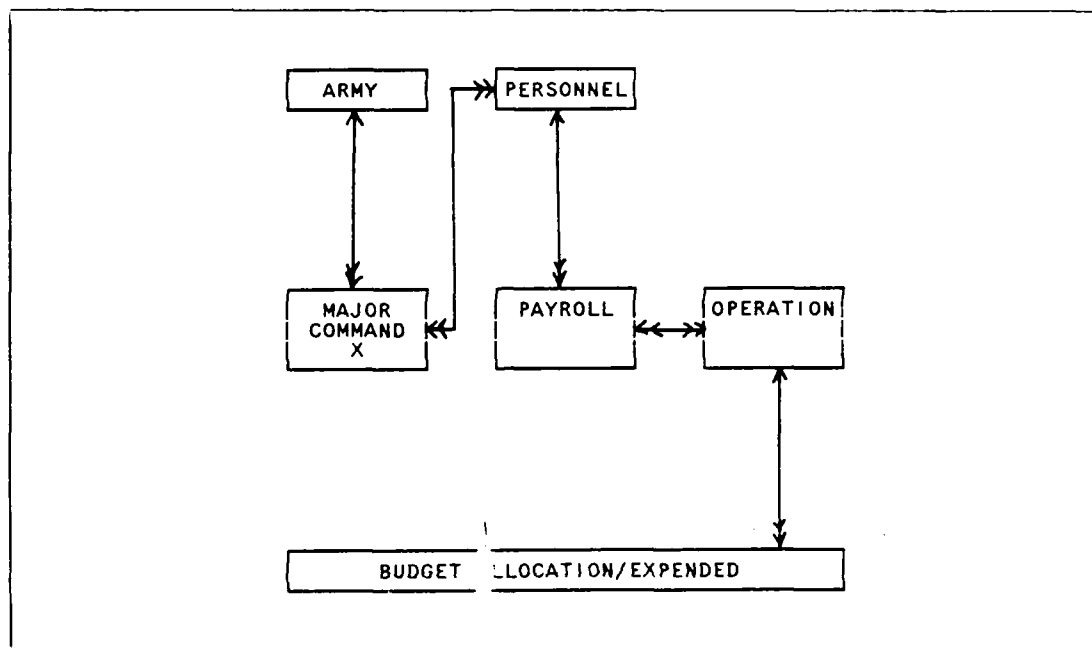 ARMY
PERSONNEL
MAJOR
COMMAND
X
PAYROLL
OPERATION
BUDGET LLOCATION/EXPENDED